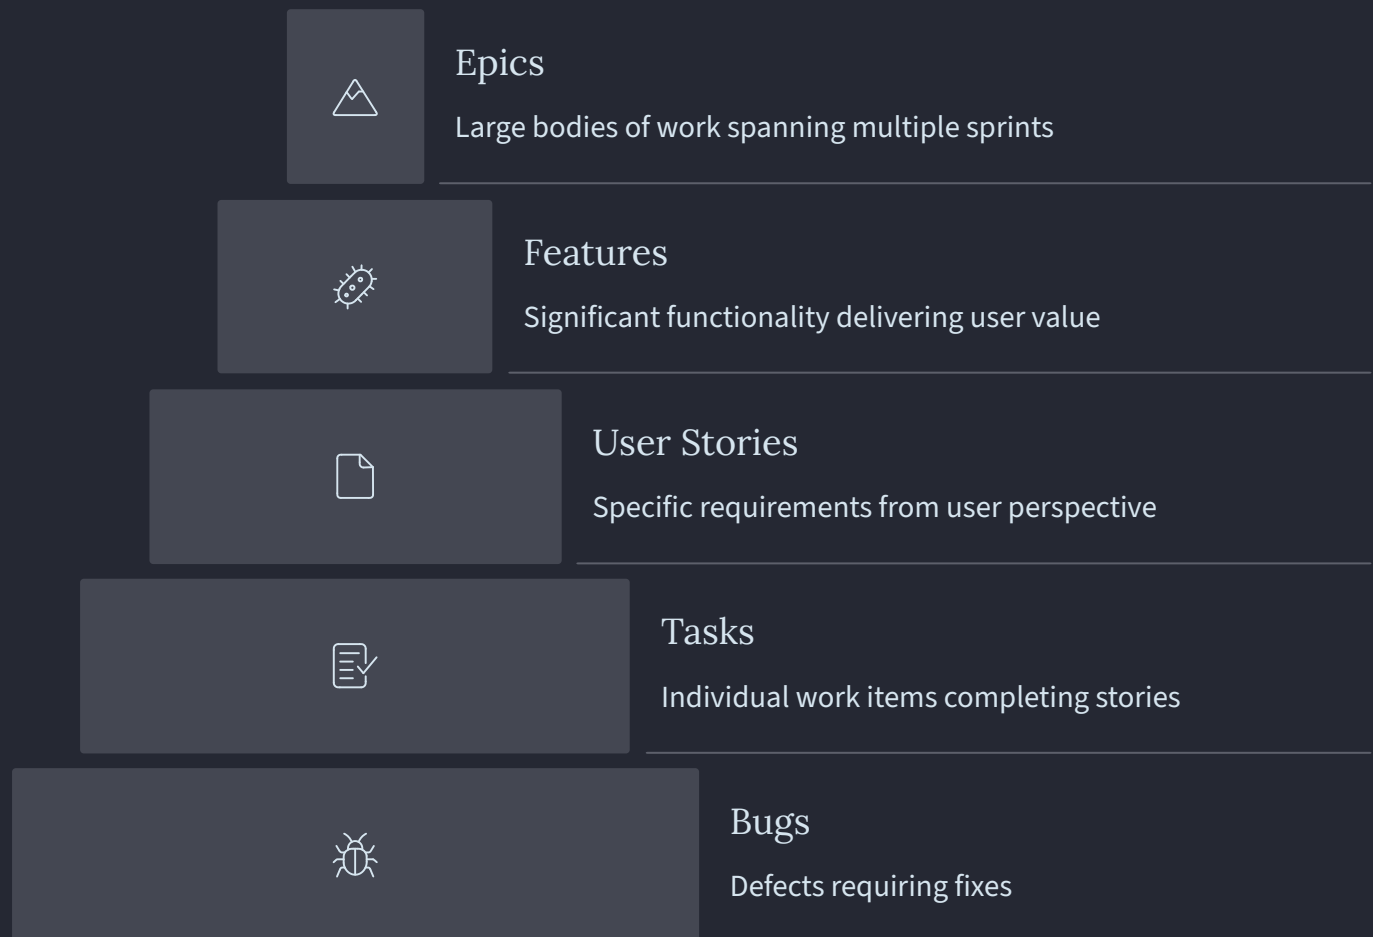 Epics
Large bodies of work spanning multiple sprints
Features
Significant functionality delivering user value
User Stories
Specific requirements from user perspective
Tasks
Individual work items completing stories
Bugs
Defects requiring fixes